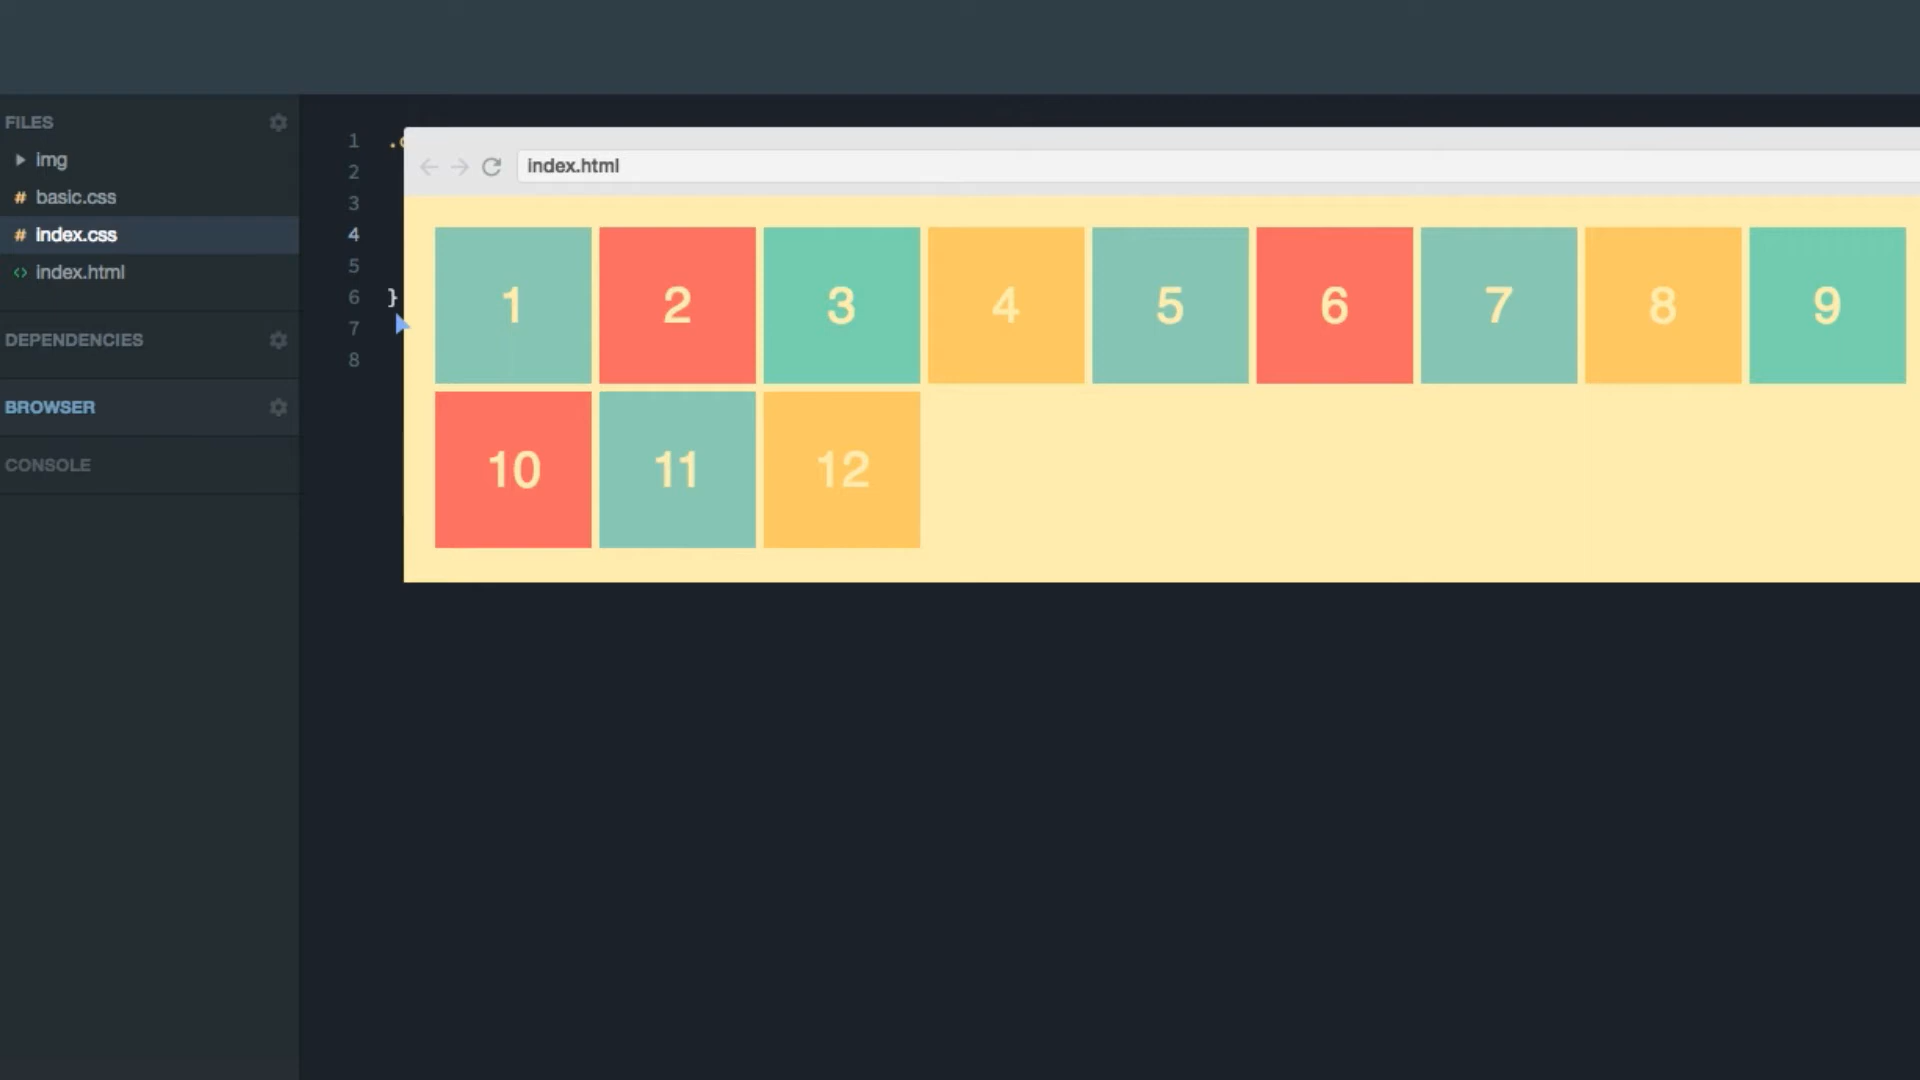 FILES
img
# basic.css
# index.css
<> index.html
DEPENDENCIES
BROWSER
CONSOLE
1 .
2
3
4
5
6 }
7
8
index.html
1 2 3 4 5 6 7 8 9
10 11 12